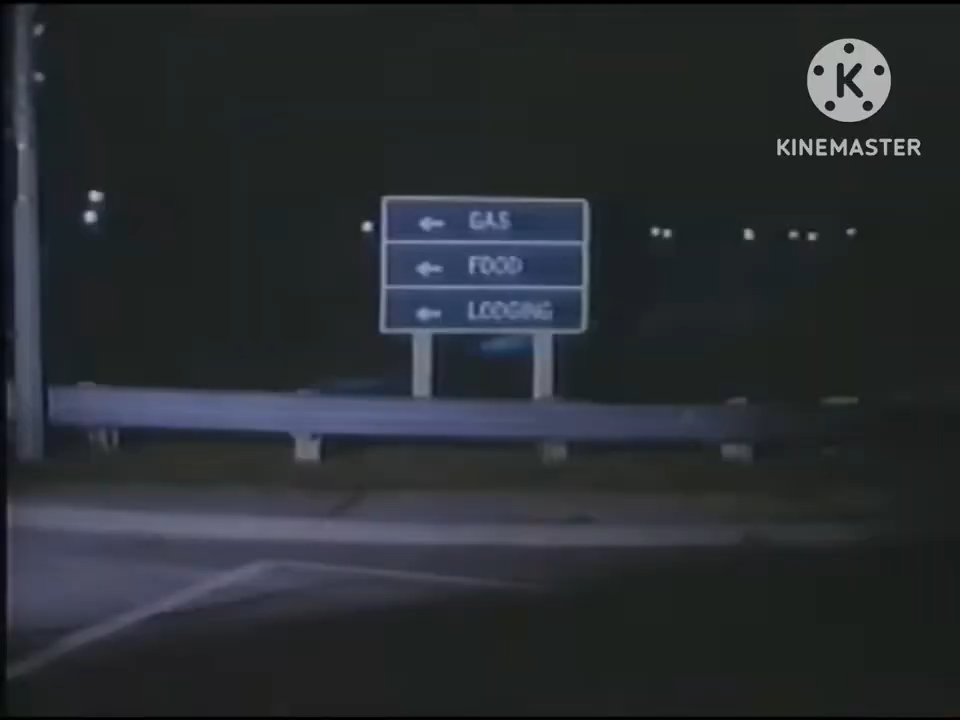 K
KINEMASTER
← GAS
← FOOD
← LODGING